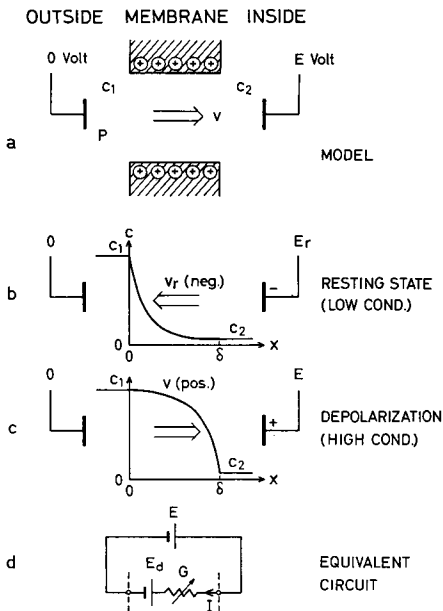 OUTSIDE MEMBRANE INSIDE
0 Volt E Volt
+ + + + +
c1 c2
v
P
a MODEL
+ + + + +
0 c Er
c1
vr (neg.) −
b RESTING STATE
(LOW COND.)
c2
0
0 δ x
0 c1 v (pos.) E
+
c DEPOLARIZATION
(HIGH COND.)
c2
0
0 δ x
E
d Ed G EQUIVALENT
I CIRCUIT